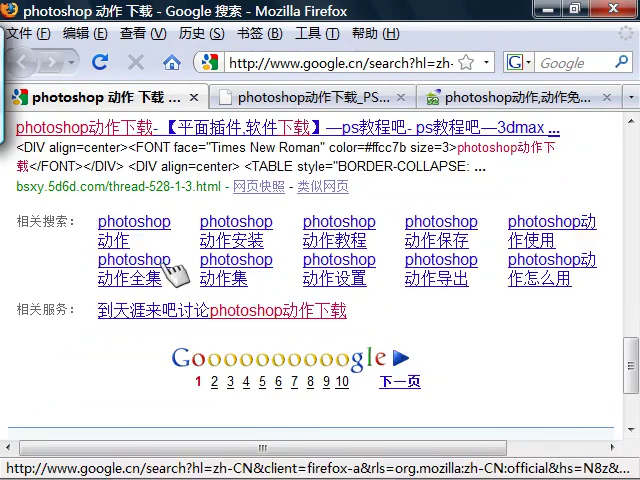 photoshop 动作 下载 - Google 搜索 - Mozilla Firefox
文件 (F) 编辑 (E) 查看 (V) 历史 (S) 书签 (B) 工具 (T) 帮助 (H)
http://www.google.cn/search?hl=zh- G Google
photoshop 动作 下载 ... photoshop动作下载_PS... photoshop动作,动作免...
photoshop动作下载-【平面插件,软件下载】—ps教程吧- ps教程吧—3dmax ...
<DIV align=center><FONT face="Times New Roman" color=#ffcc7b size=3>photoshop动作下
载</FONT></DIV> <DIV align=center> <TABLE style="BORDER-COLLAPSE: ...
bsxy.5d6d.com/thread-528-1-3.html - 网页快照 - 类似网页
相关搜索: photoshop photoshop photoshop photoshop photoshop动
动作 动作安装 动作教程 动作保存 作使用
photoshop photoshop photoshop photoshop photoshop动
动作全集 动作集 动作设置 动作导出 作怎么用
相关服务: 到天涯来吧讨论photoshop动作下载
Goooooooooogle
1 2 3 4 5 6 7 8 9 10 下一页
http://www.google.cn/search?hl=zh-CN&client=firefox-a&rls=org.mozilla:zh-CN:official&hs=N8z&